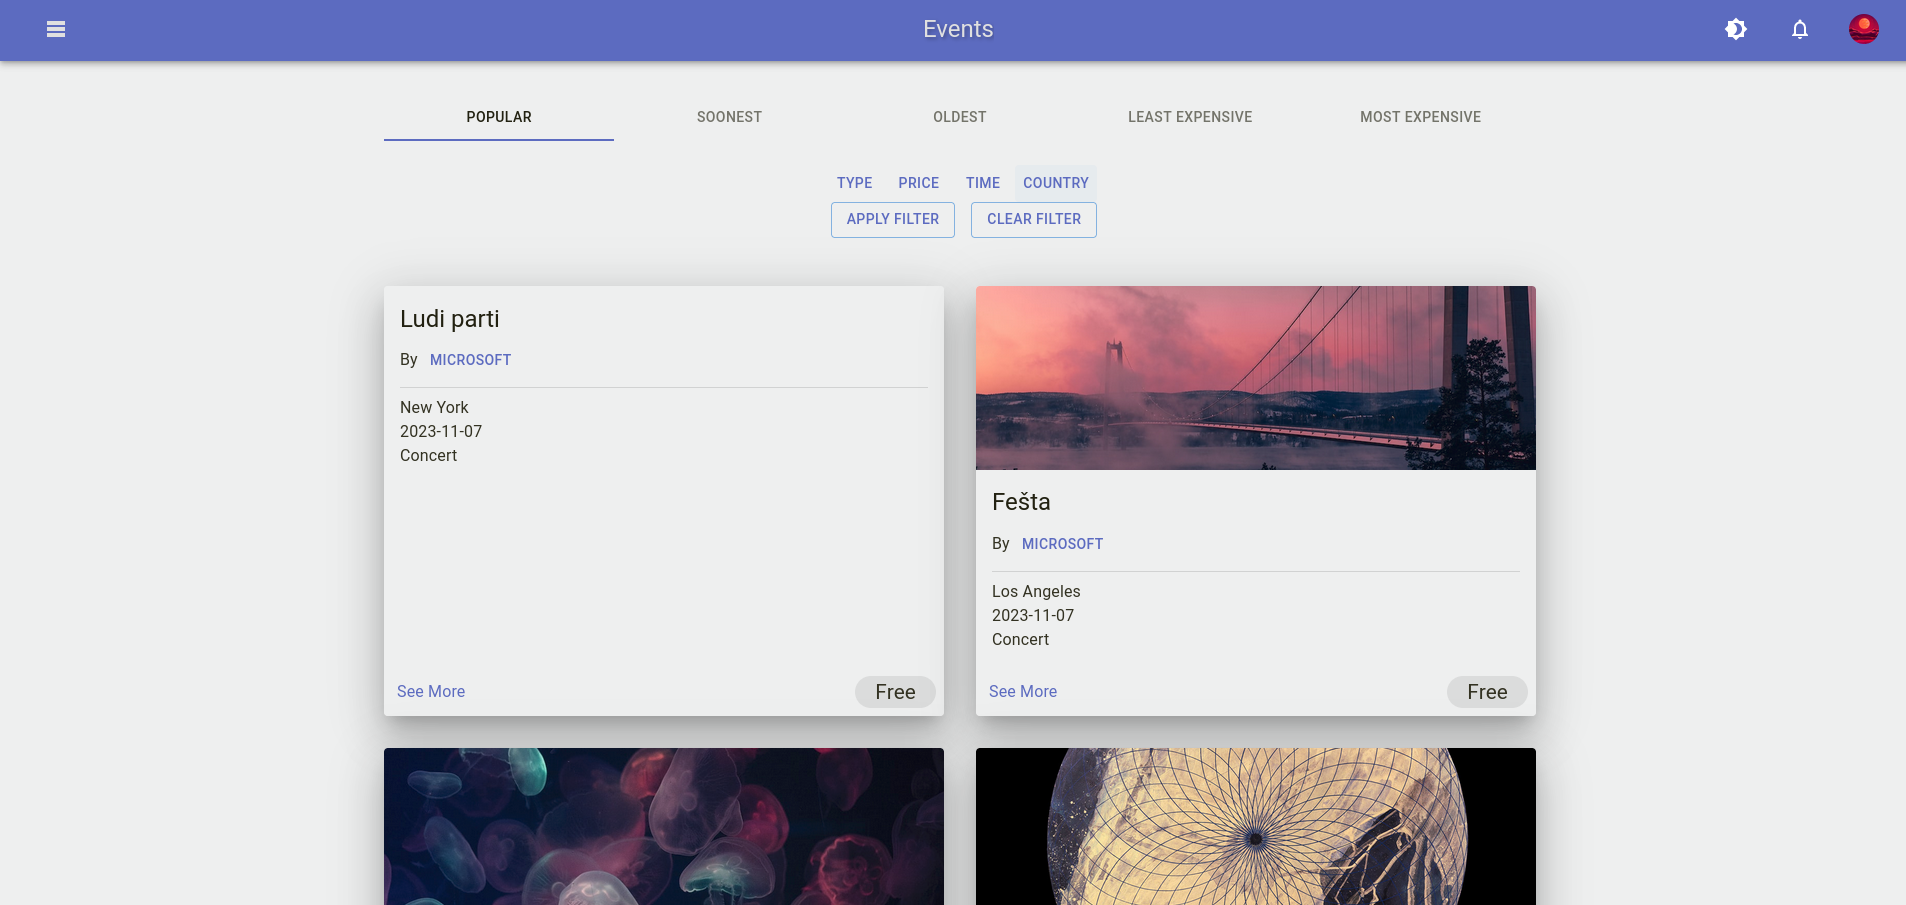 Events
POPULAR
SOONEST
OLDEST
LEAST EXPENSIVE
MOST EXPENSIVE
TYPE
PRICE
TIME
COUNTRY
APPLY FILTER
CLEAR FILTER
Ludi parti
By MICROSOFT
New York
2023-11-07
Concert
See More
Free
Fešta
By MICROSOFT
Los Angeles
2023-11-07
Concert
See More
Free